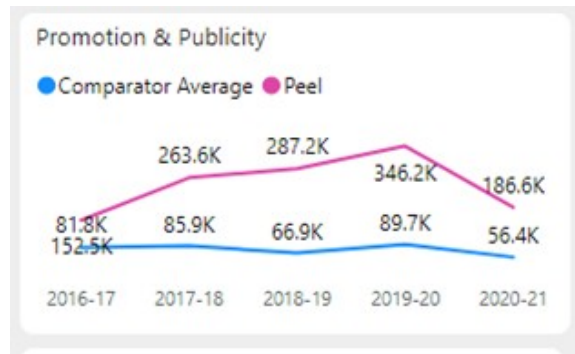 Promotion & Publicity
Comparator Average Peel
263.6K 287.2K 346.2K 186.6K
81.8K 85.9K 66.9K 89.7K 56.4K
152.5K
2016-17 2017-18 2018-19 2019-20 2020-21